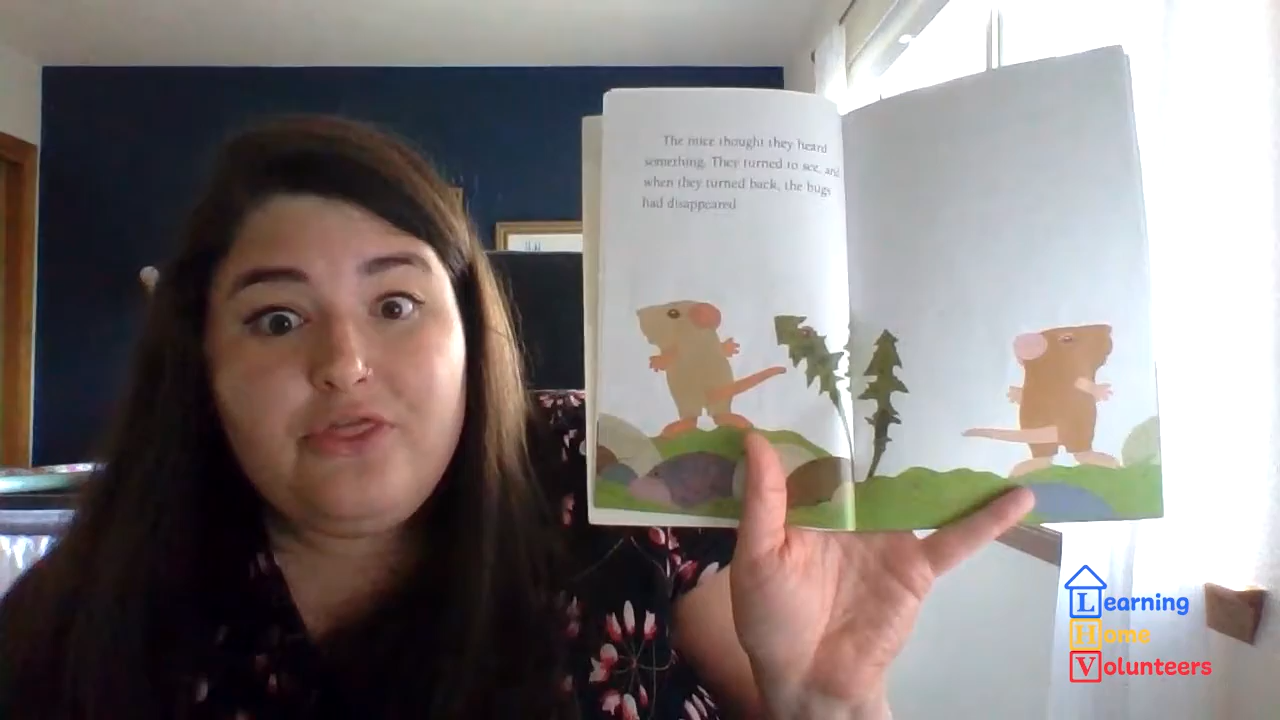 The mice thought they heard
something. They turned to see, and
when they turned back, the bugs
had disappeared.
Learning
Home
Volunteers